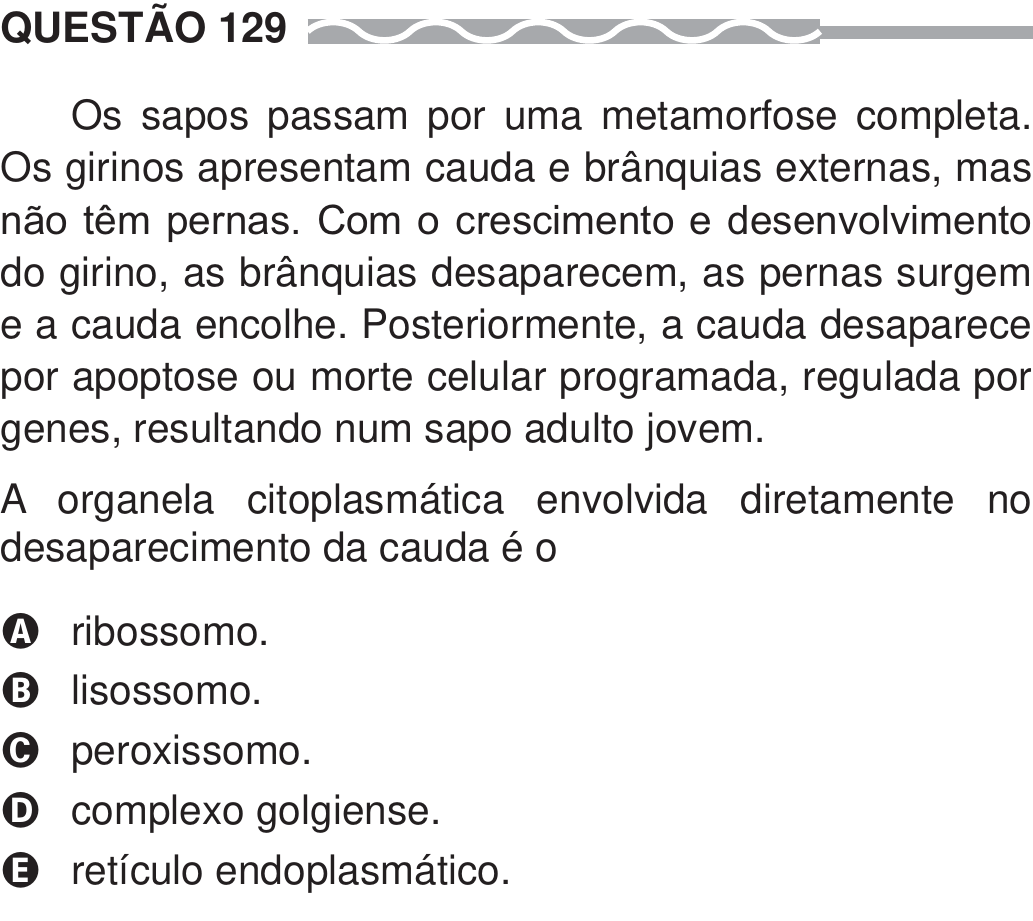 QUESTÃO 129
Os sapos passam por uma metamorfose completa.
Os girinos apresentam cauda e brânquias externas, mas
não têm pernas. Com o crescimento e desenvolvimento
do girino, as brânquias desaparecem, as pernas surgem
e a cauda encolhe. Posteriormente, a cauda desaparece
por apoptose ou morte celular programada, regulada por
genes, resultando num sapo adulto jovem.
A organela citoplasmática envolvida diretamente no
desaparecimento da cauda é o
A ribossomo.
B lisossomo.
C peroxissomo.
D complexo golgiense.
E retículo endoplasmático.